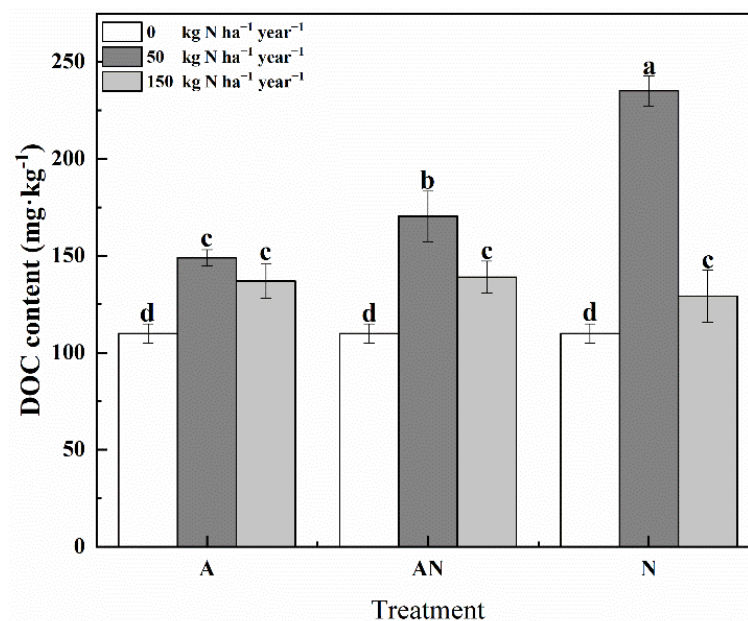 0 kg N ha⁻¹ year⁻¹
50 kg N ha⁻¹ year⁻¹
150 kg N ha⁻¹ year⁻¹
DOC content (mg·kg⁻¹)
250
200
150
100
50
0
d
c
c
d
b
c
d
a
c
A
AN
N
Treatment